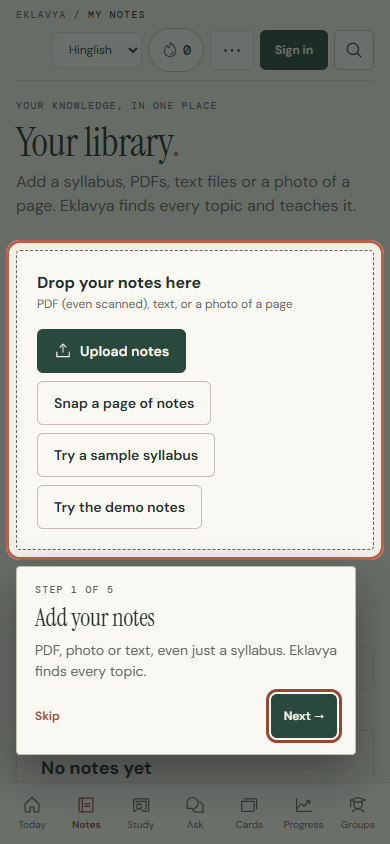 EKLAVYA / MY NOTES
Hinglish
0
...
Sign in
YOUR KNOWLEDGE, IN ONE PLACE
Your library.
Add a syllabus, PDFs, text files or a photo of a
page. Eklavya finds every topic and teaches it.
Drop your notes here
PDF (even scanned), text, or a photo of a page
Upload notes
Snap a page of notes
Try a sample syllabus
Try the demo notes
STEP 1 OF 5
Add your notes
PDF, photo or text, even just a syllabus. Eklavya
finds every topic.
Skip
Next →
No notes yet
Today
Notes
Study
Ask
Cards
Progress
Groups